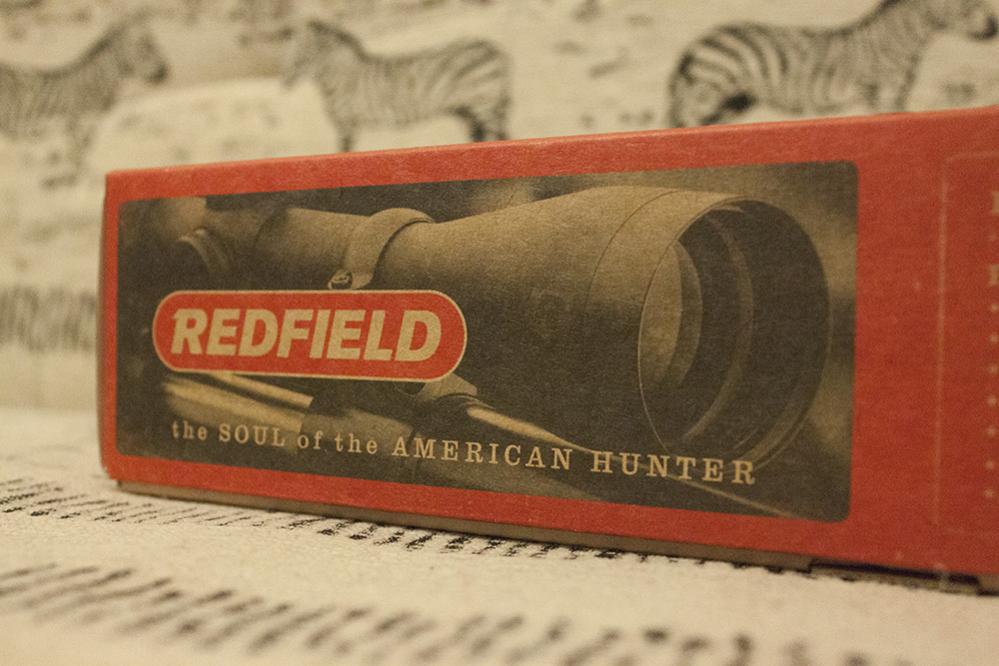 REDFIELD
the SOUL of the AMERICAN HUNTER